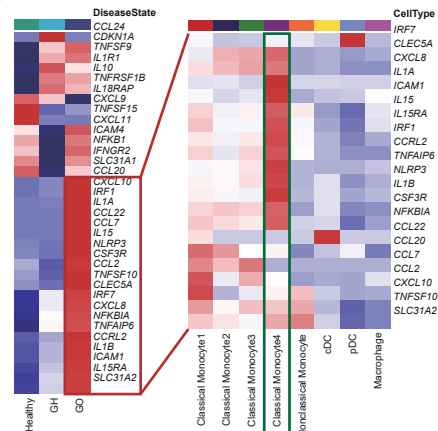 DiseaseState
CCL24
CDKN1A
TNFSF9
IL1R1
IL10
TNFRSF1B
IL18RAP
CXCL9
TNFSF15
CXCL11
ICAM4
NFKB1
IFNGR2
SLC31A1
CCL20
CXCL10
IRF1
IL1A
CCL22
CCL7
IL15
NLRP3
CSF3R
CCL2
TNFSF10
CLEC5A
IRF7
CXCL8
NFKBIA
TNFAIP6
CCRL2
IL1B
ICAM1
IL15RA
SLC31A2
Healthy
GH
GO
CellType
IRF7
CLEC5A
CXCL8
IL1A
ICAM1
IL15
IL15RA
IRF1
CCRL2
TNFAIP6
NLRP3
IL1B
CSF3R
NFKBIA
CCL22
CCL20
CCL7
CCL2
CXCL10
TNFSF10
SLC31A2
Classical Monocyte1
Classical Monocyte2
Classical Monocyte3
Classical Monocyte4
ionclassical Monocyte
cDC
pDC
Macrophage